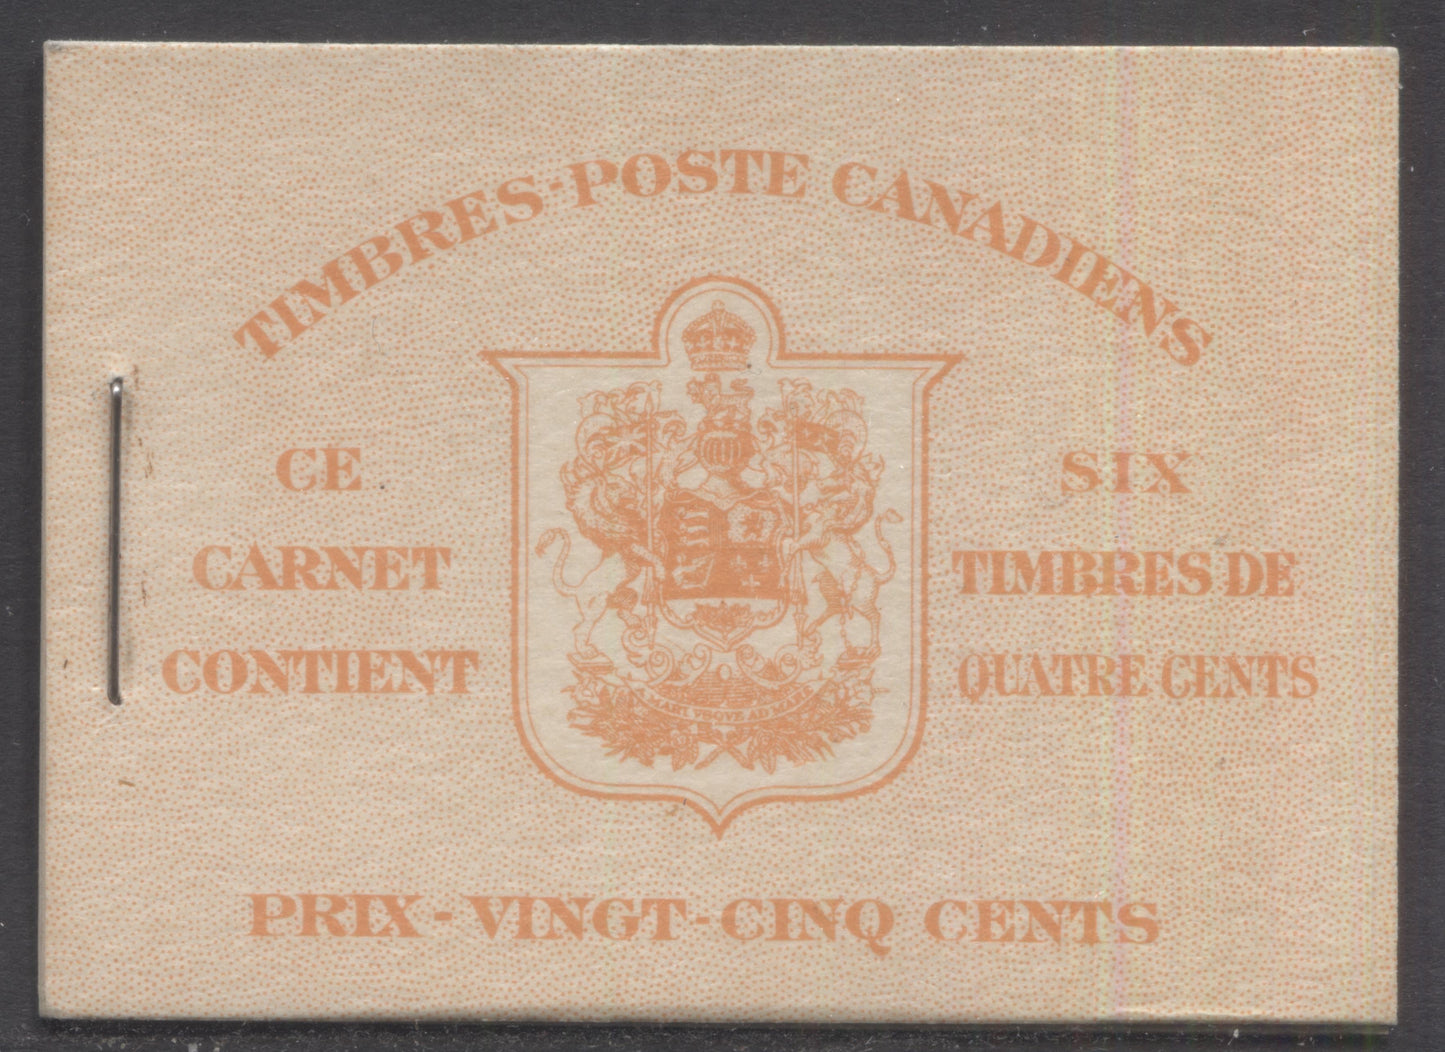 TIMBRES-POSTE CANADIENS
CE
CARNET
CONTIENT
SIX
TIMBRES DE
QUATRE CENTS
PRIX - VINGT-CINQ CENTS